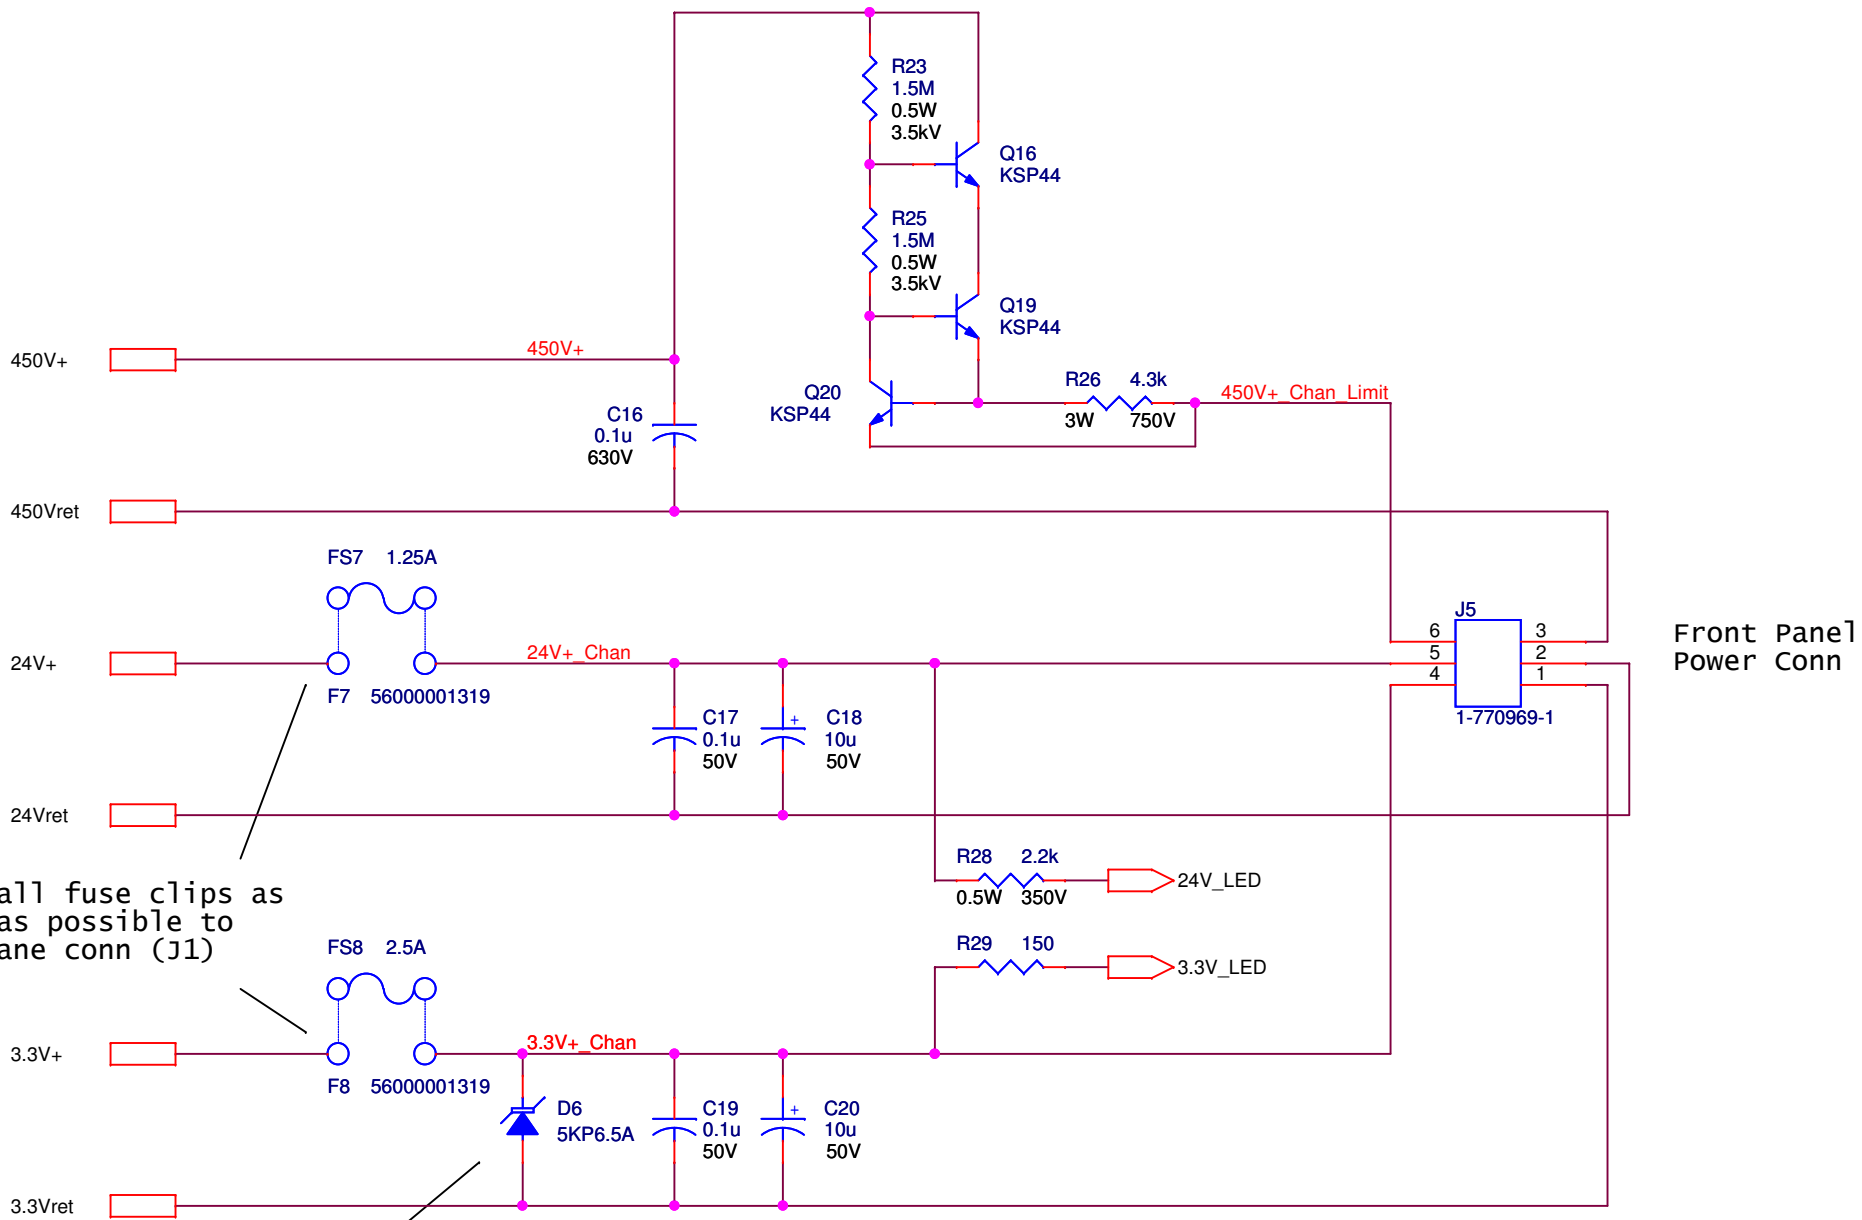 R23
1.5M
0.5W
3.5kV
Q16
KSP44
R25
1.5M
0.5W
3.5kV
Q19
KSP44
450V+
450V+
Q20
KSP44
R26 4.3k
3W 750V
450V+_Chan_Limit
C16
0.1u
630V
450Vret
FS7 1.25A
J5
6 3
5 2
4 1
1-770969-1
Front Panel
Power Conn
24V+
24V+_Chan
F7 56000001319
C17
0.1u
50V
+
C18
10u
50V
24Vret
R28 2.2k
0.5W 350V
24V_LED
all fuse clips as
as possible to
ane conn (J1)
FS8 2.5A
R29 150
3.3V_LED
3.3V+
3.3V+_Chan
F8 56000001319
D6
5KP6.5A
C19
0.1u
50V
+
C20
10u
50V
3.3Vret